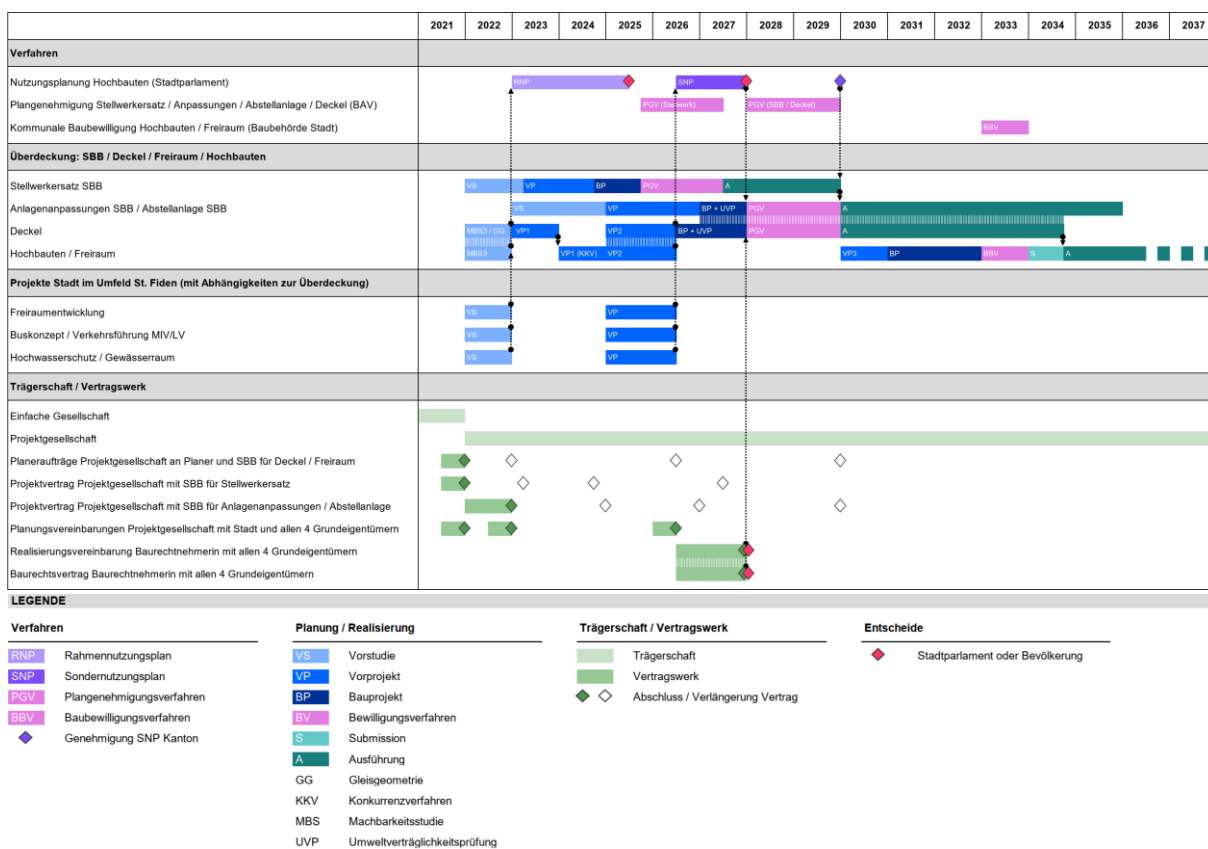 2021 2022 2023 2024 2025 2026 2027 2028 2029 2030 2031 2032 2033 2034 2035 2036 2037
Verfahren
Nutzungsplanung Hochbauten (Stadtparlament) RNP SNP
Plangenehmigung Stellwerkersatz / Anpassungen / Abstellanlage / Deckel (BAV) PGV (Stellwerk) PGV (SBB / Deckel)
Kommunale Baubewilligung Hochbauten / Freiraum (Baubehörde Stadt) BBV
Überdeckung: SBB / Deckel / Freiraum / Hochbauten
Stellwerkersatz SBB VS VP BP PGV A
Anlagenanpassungen SBB / Abstellanlage SBB VS VP BP + UVP PGV A
Deckel MBS3 / GG VP1 VP2 BP + UVP PGV A
Hochbauten / Freiraum MBS3 VP1 (KKV) VP2 VP3 BP BBV S A
Projekte Stadt im Umfeld St. Fiden (mit Abhängigkeiten zur Überdeckung)
Freiraumentwicklung VS VP
Buskonzept / Verkehrsführung MIV/LV VS VP
Hochwasserschutz / Gewässerraum VS VP
Trägerschaft / Vertragswerk
Einfache Gesellschaft
Projektgesellschaft
Planeraufträge Projektgesellschaft an Planer und SBB für Deckel / Freiraum
Projektvertrag Projektgesellschaft mit SBB für Stellwerkersatz
Projektvertrag Projektgesellschaft mit SBB für Anlagenanpassungen / Abstellanlage
Planungsvereinbarungen Projektgesellschaft mit Stadt und allen 4 Grundeigentümern
Realisierungsvereinbarung Baurechtnehmerin mit allen 4 Grundeigentümern
Baurechtsvertrag Baurechtnehmerin mit allen 4 Grundeigentümern
LEGENDE
Verfahren
RNP Rahmennutzungsplan
SNP Sondernutzungsplan
PGV Plangenehmigungsverfahren
BBV Baubewilligungsverfahren
Genehmigung SNP Kanton
Planung / Realisierung
VS Vorstudie
VP Vorprojekt
BP Bauprojekt
BV Bewilligungsverfahren
S Submission
A Ausführung
GG Gleisgeometrie
KKV Konkurrenzverfahren
MBS Machbarkeitsstudie
UVP Umweltverträglichkeitsprüfung
Trägerschaft / Vertragswerk
Trägerschaft
Vertragswerk
Abschluss / Verlängerung Vertrag
Entscheide
Stadtparlament oder Bevölkerung